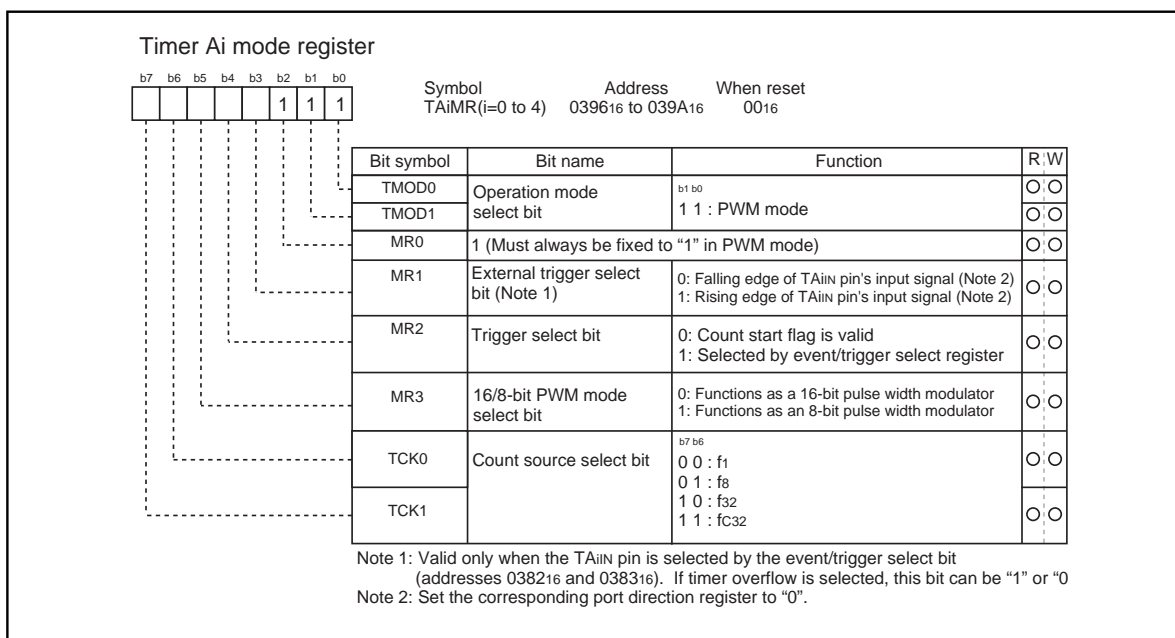 Timer Ai mode register
b7 b6 b5 b4 b3 b2 b1 b0
1 1 1
Symbol Address When reset
TAiMR(i=0 to 4) 039616 to 039A16 0016
Bit symbol Bit name Function R W
TMOD0 Operation mode select bit b1 b0
TMOD1 1 1 : PWM mode
MR0 1 (Must always be fixed to “1” in PWM mode)
MR1 External trigger select bit (Note 1)
0: Falling edge of TAiIN pin's input signal (Note 2)
1: Rising edge of TAiIN pin's input signal (Note 2)
MR2 Trigger select bit
0: Count start flag is valid
1: Selected by event/trigger select register
MR3 16/8-bit PWM mode select bit
0: Functions as a 16-bit pulse width modulator
1: Functions as an 8-bit pulse width modulator
TCK0 Count source select bit
b7 b6
0 0 : f1
0 1 : f8
TCK1
1 0 : f32
1 1 : fC32
Note 1: Valid only when the TAiIN pin is selected by the event/trigger select bit
(addresses 038216 and 038316). If timer overflow is selected, this bit can be “1” or “0
Note 2: Set the corresponding port direction register to “0”.